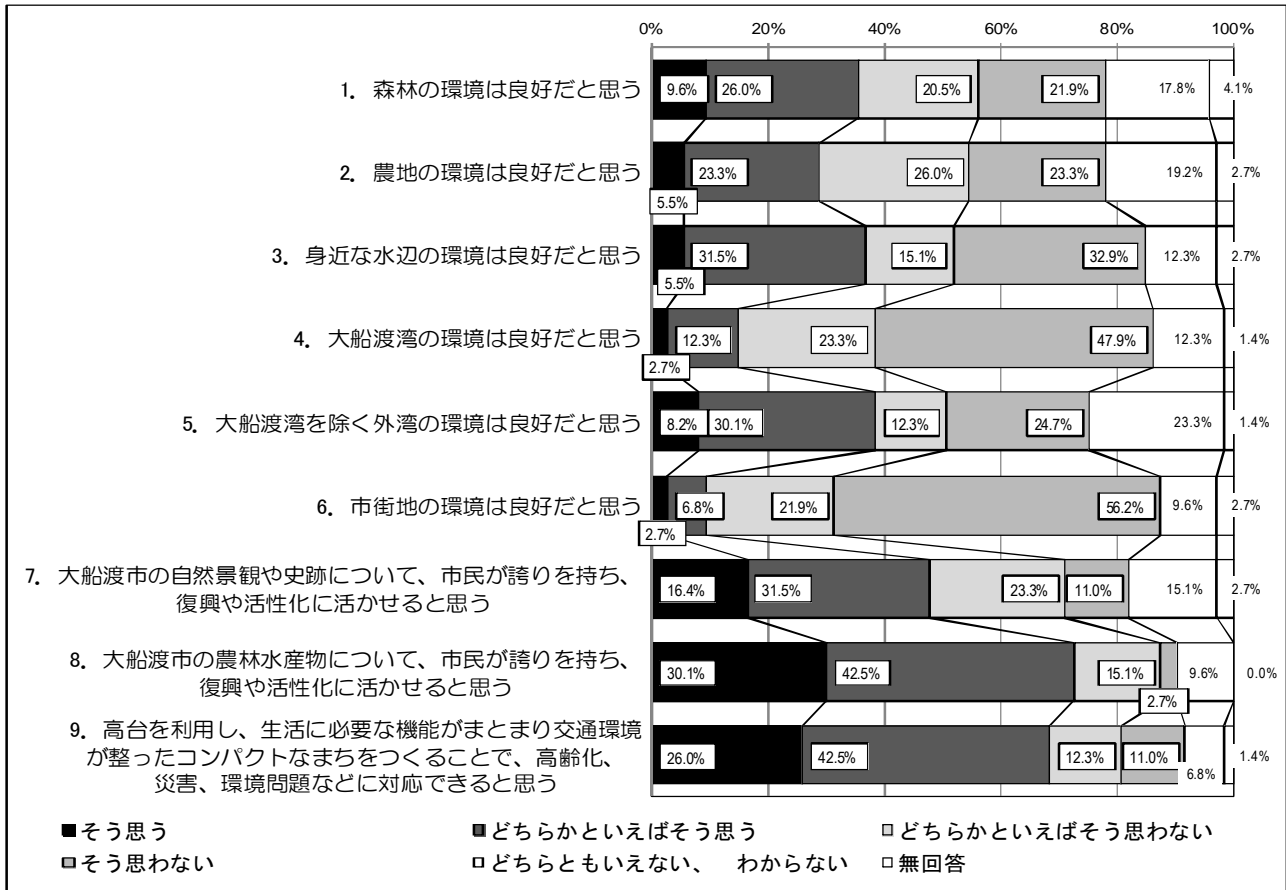 0% 20% 40% 60% 80% 100%
1. 森林の環境は良好だと思う
9.6% 26.0% 20.5% 21.9% 17.8% 4.1%
2. 農地の環境は良好だと思う
5.5% 23.3% 26.0% 23.3% 19.2% 2.7%
3. 身近な水辺の環境は良好だと思う
5.5% 31.5% 15.1% 32.9% 12.3% 2.7%
4. 大船渡湾の環境は良好だと思う
2.7% 12.3% 23.3% 47.9% 12.3% 1.4%
5. 大船渡湾を除く外湾の環境は良好だと思う
8.2% 30.1% 12.3% 24.7% 23.3% 1.4%
6. 市街地の環境は良好だと思う
2.7% 6.8% 21.9% 56.2% 9.6% 2.7%
7. 大船渡市の自然景観や史跡について、市民が誇りを持ち、
復興や活性化に活かせると思う
16.4% 31.5% 23.3% 11.0% 15.1% 2.7%
8. 大船渡市の農林水産物について、市民が誇りを持ち、
復興や活性化に活かせると思う
30.1% 42.5% 15.1% 2.7% 9.6% 0.0%
9. 高台を利用し、生活に必要な機能がまとまり交通環境
が整ったコンパクトなまちをつくることで、高齢化、
災害、環境問題などに対応できると思う
26.0% 42.5% 12.3% 11.0% 6.8% 1.4%
そう思う どちらかといえばそう思う どちらかといえばそう思わない
そう思わない どちらともいえない、 わからない 無回答